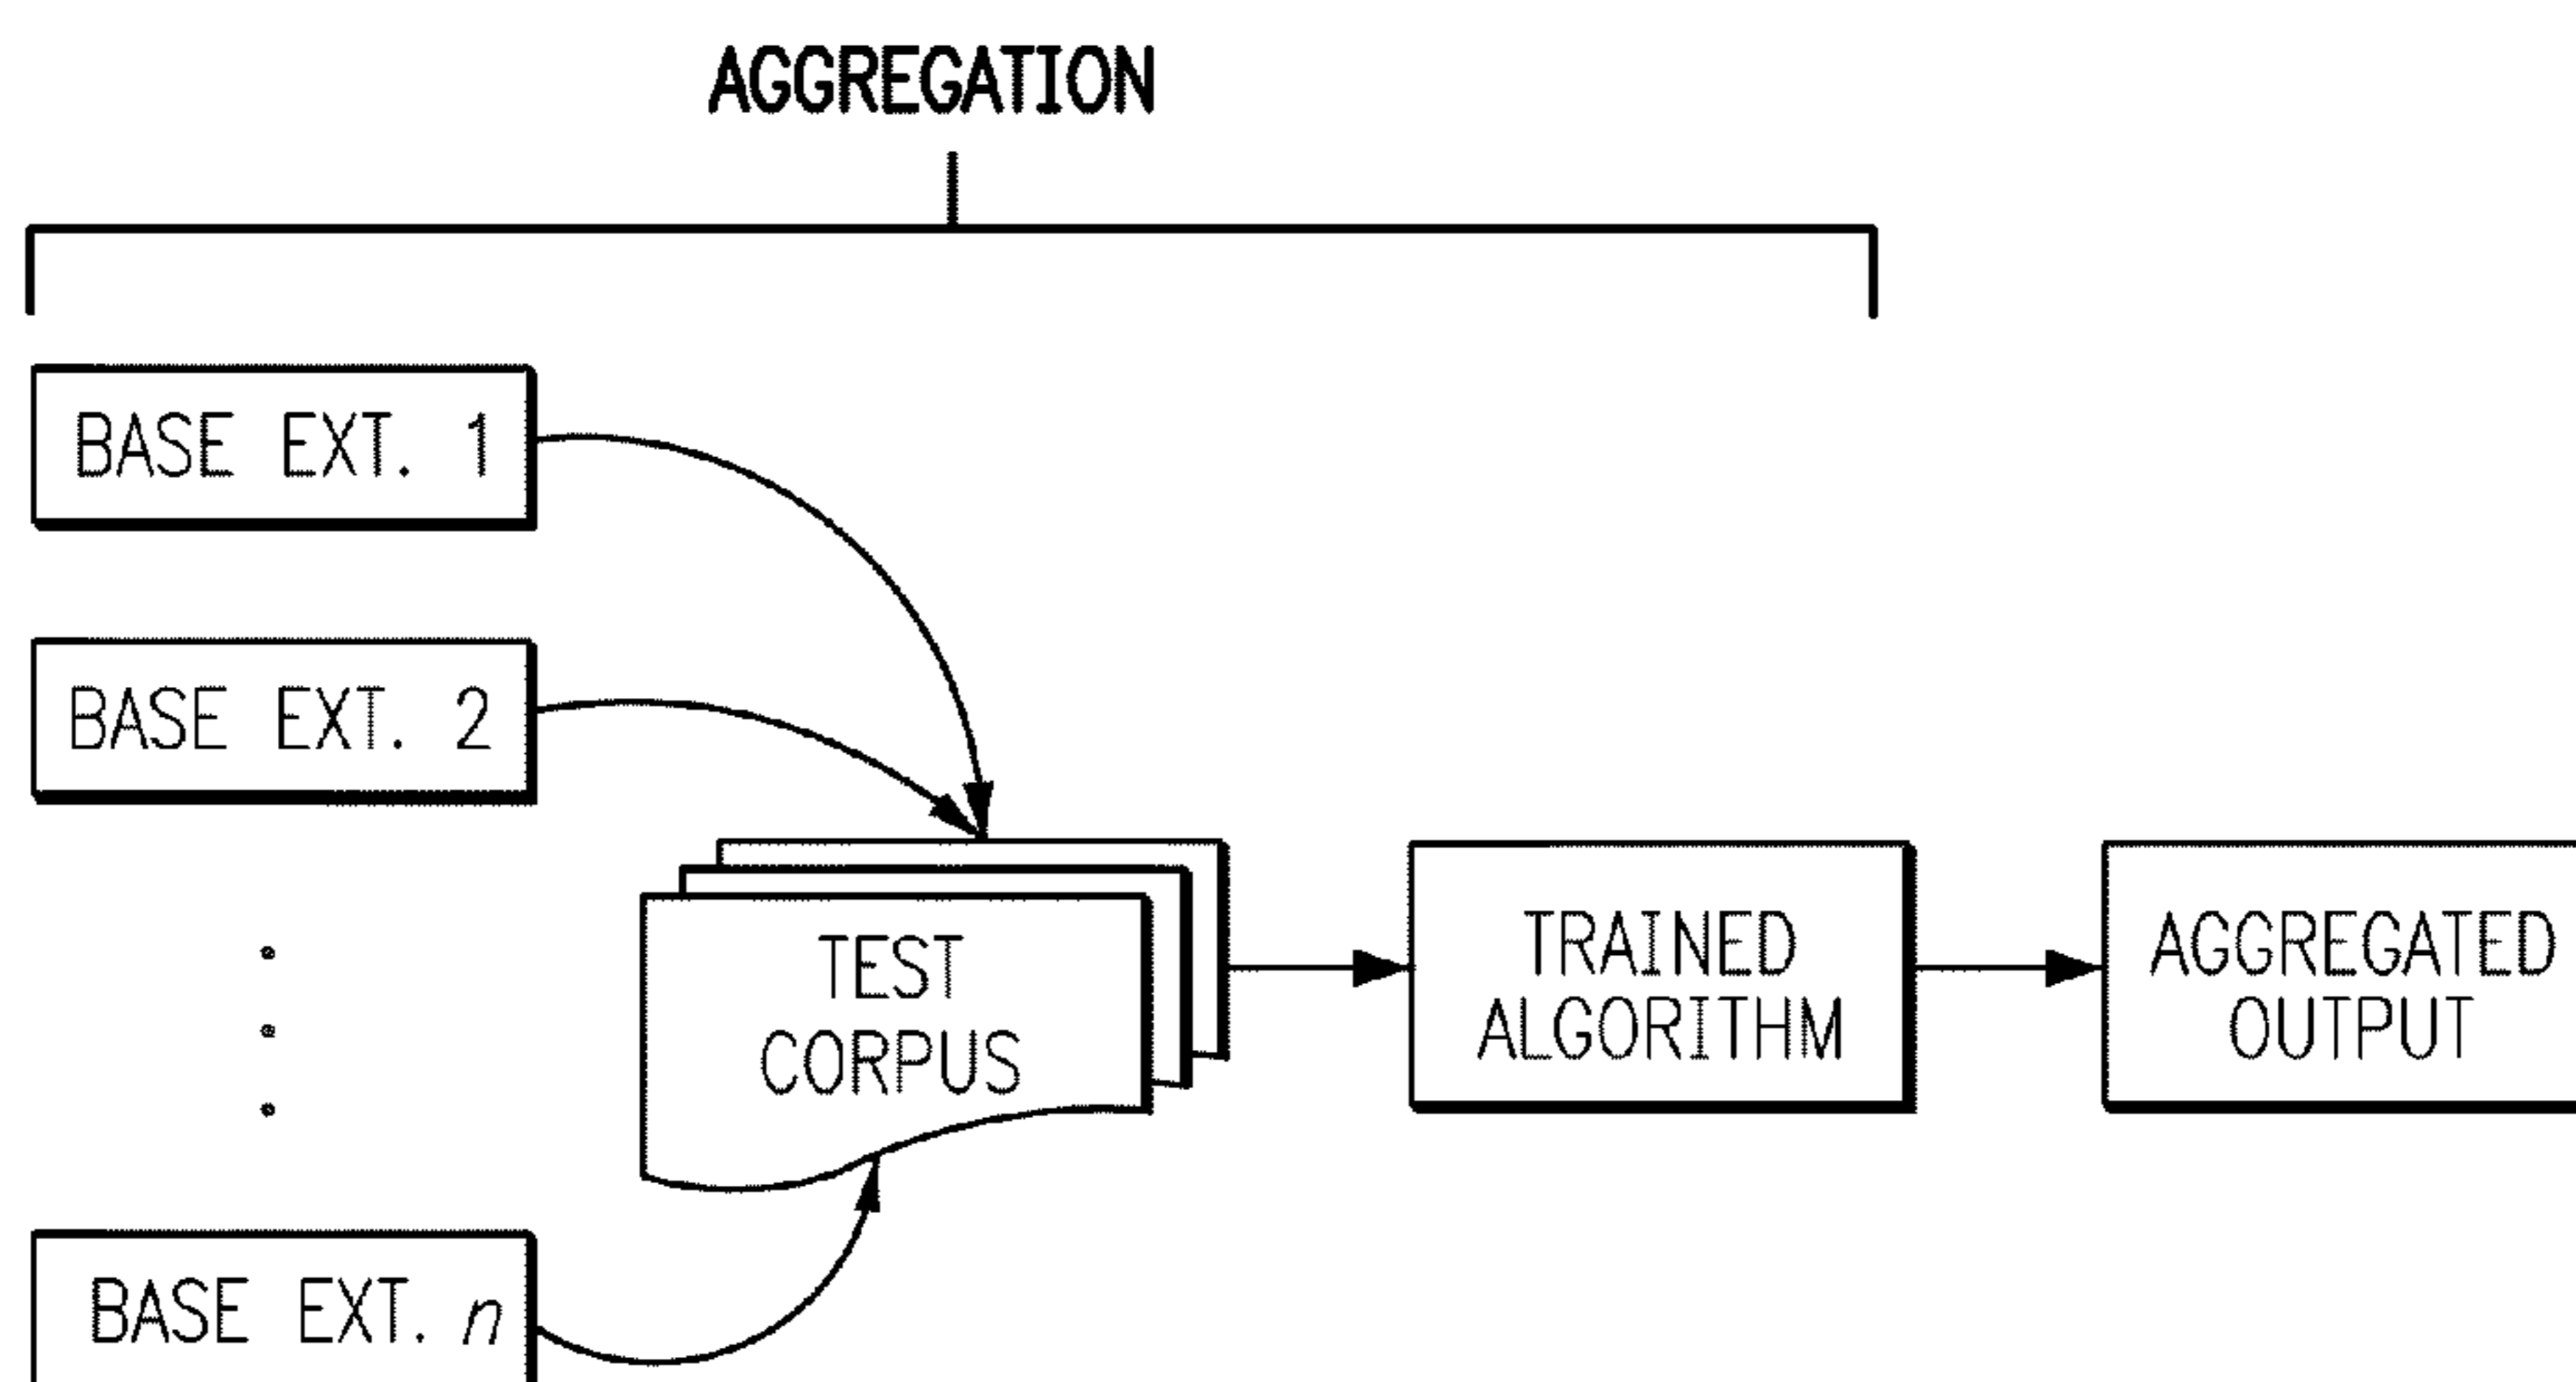 AGGREGATION
BASE EXT. 1
BASE EXT. 2
TEST
CORPUS
TRAINED
ALGORITHM
AGGREGATED
OUTPUT
BASE EXT. n